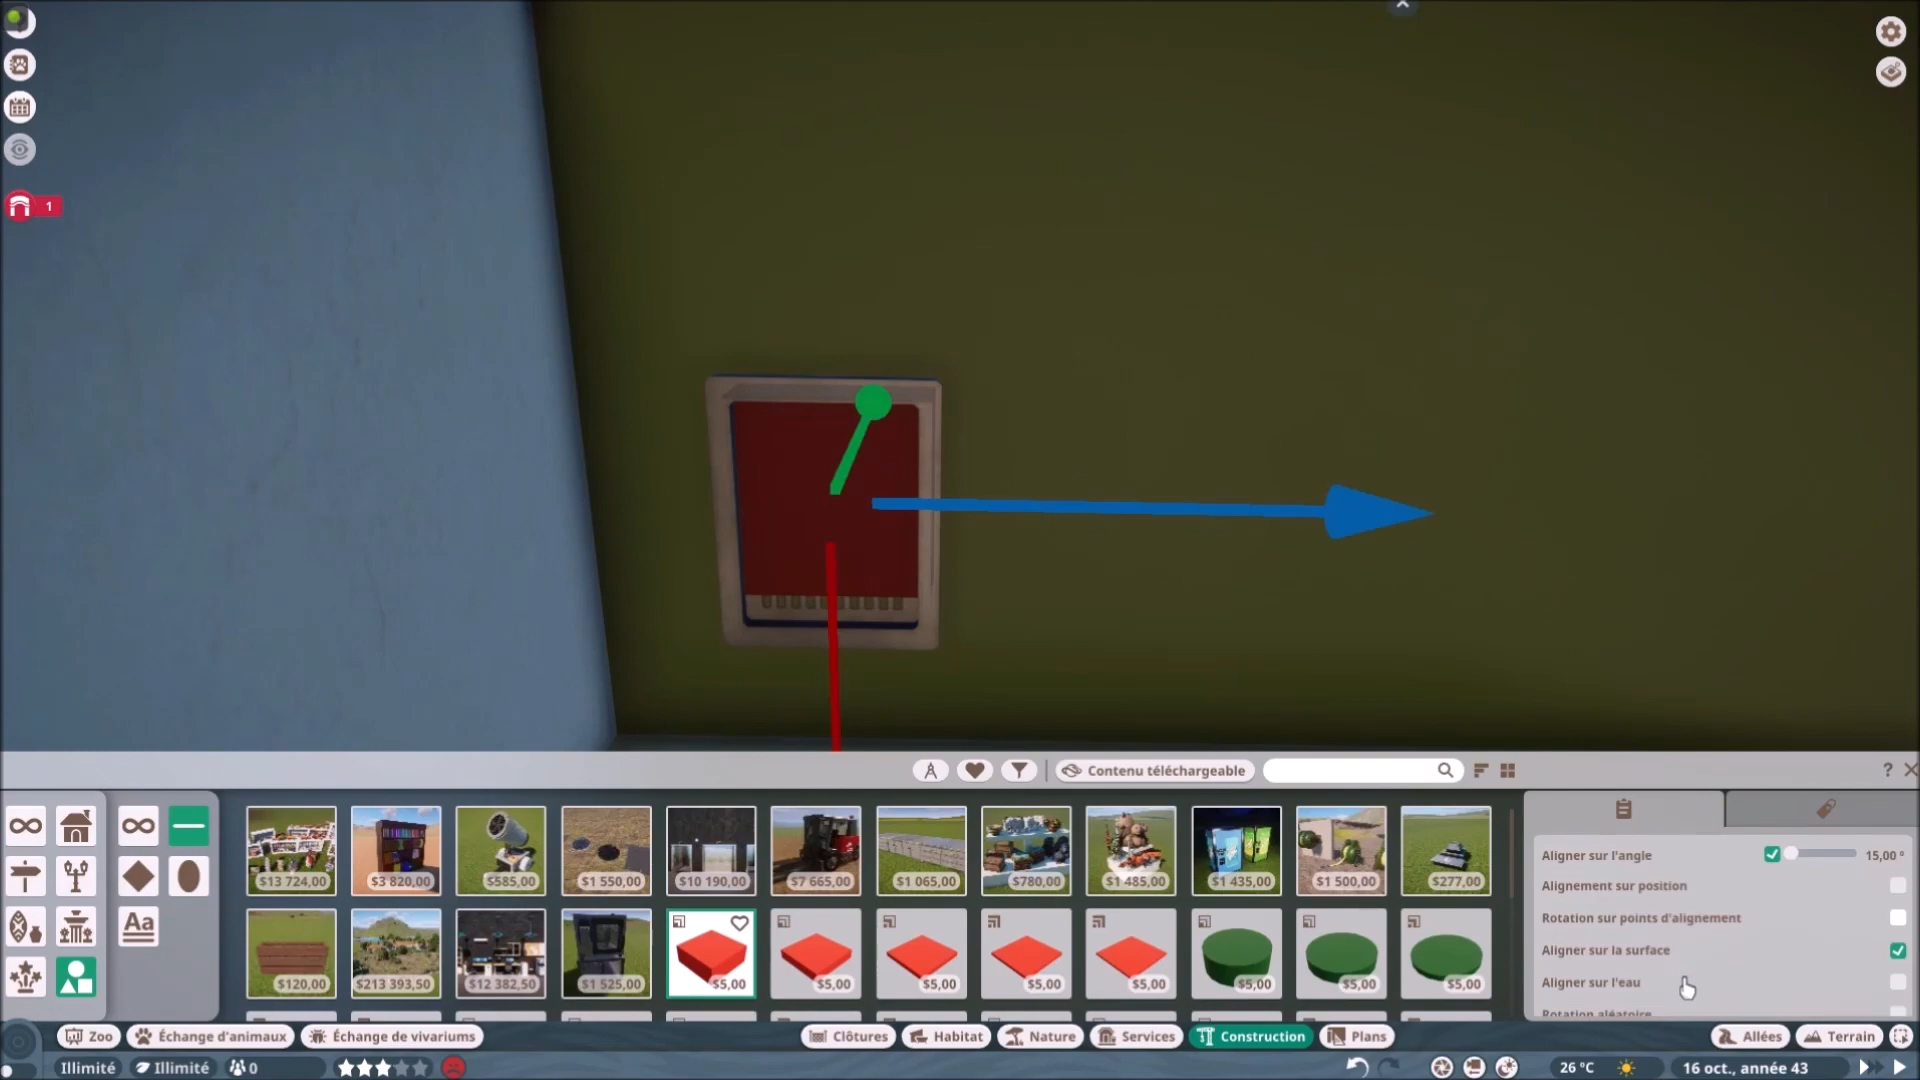 1
Contenu téléchargeable
?
$13 724,00
$3 820,00
$585,00
$1 550,00
$10 190,00
$7 665,00
$1 065,00
$780,00
$1 485,00
$1 435,00
$1 500,00
$277,00
Aa
$120,00
$213 393,50
$12 382,50
$1 525,00
$5,00
$5,00
$5,00
$5,00
$5,00
$5,00
$5,00
$5,00
Aligner sur l'angle
15,00 °
Alignement sur position
Rotation sur points d'alignement
Aligner sur la surface
Aligner sur l'eau
Rotation aléatoire
Zoo
Échange d'animaux
Échange de vivariums
Clôtures
Habitat
Nature
Services
Construction
Plans
Allées
Terrain
Illimité
Illimité
0
26 °C
16 oct., année 43